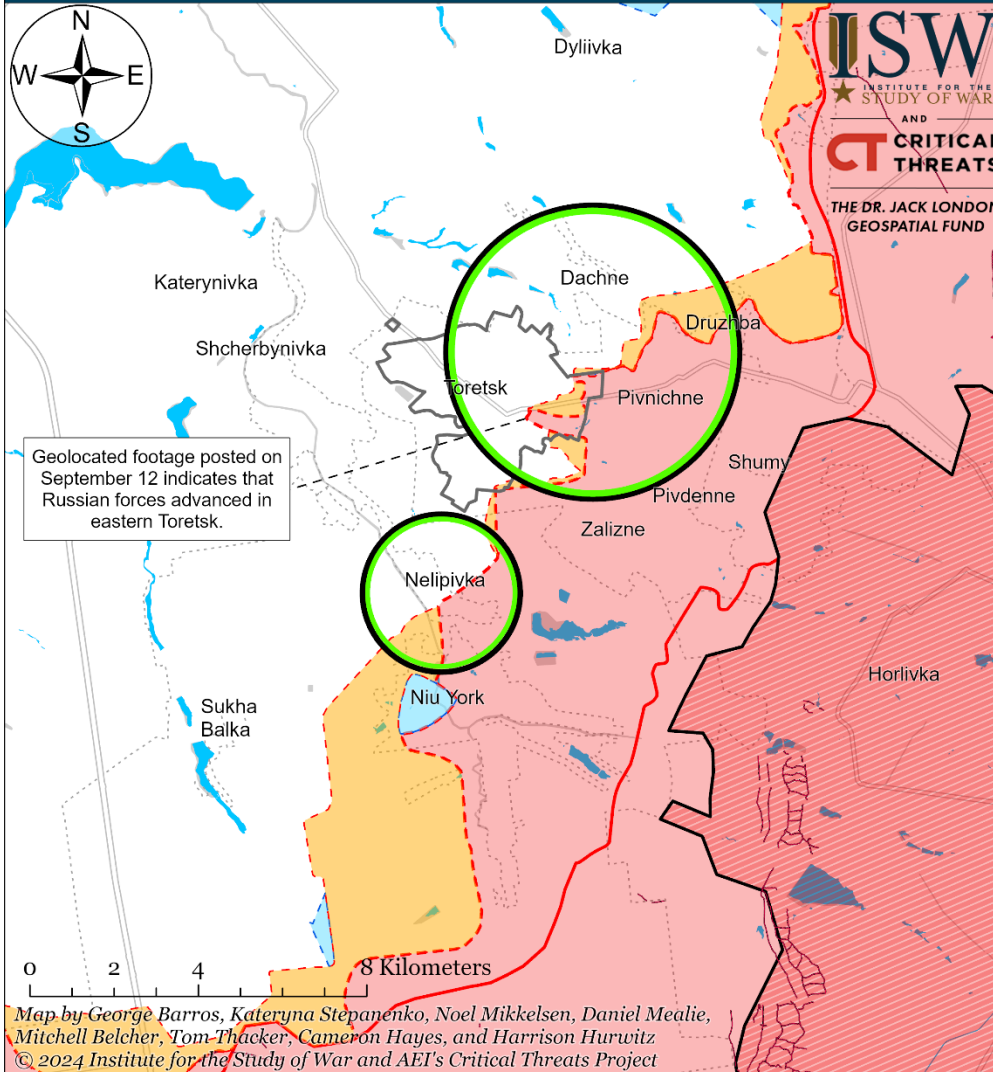 N
W E
S
Dyliivka
ISW
INSTITUTE FOR THE
STUDY OF WAR
AND
CT CRITICAL
THREATS
THE DR. JACK LONDON
GEOSPATIAL FUND
Katerynivka
Dachne
Shcherbynivka
Druzhba
Toretsk
Pivnichne
Geolocated footage posted on
September 12 indicates that
Russian forces advanced in
eastern Toretsk.
Shumy
Pivdenne
Zalizne
Nelipivka
Horlivka
Niu York
Sukha
Balka
0 2 4 8 Kilometers
Map by George Barros, Kateryna Stepanenko, Noel Mikkelsen, Daniel Mealie,
Mitchell Belcher, Tom Thacker, Cameron Hayes, and Harrison Hurwitz
© 2024 Institute for the Study of War and AEI's Critical Threats Project